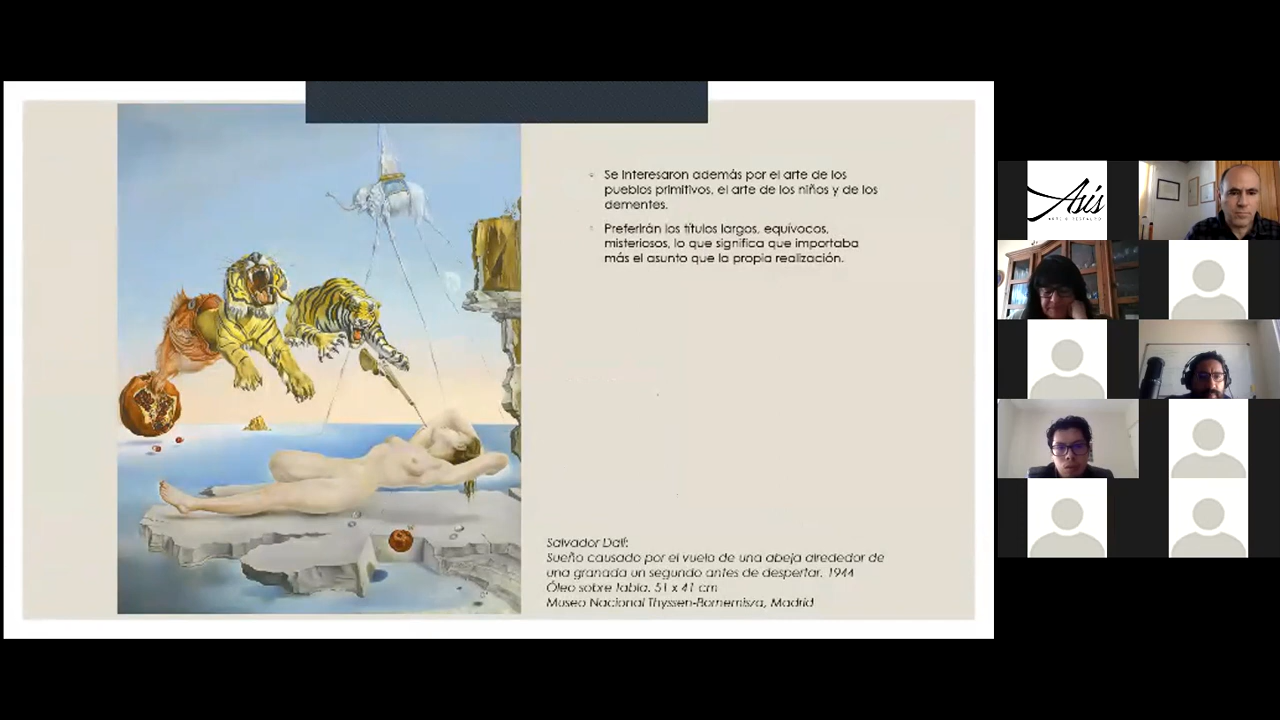 Se interesaron además por el arte de los
pueblos primitivos, el arte de los niños y de los
dementes.
Preferirán los títulos largos, equívocos,
misteriosos, lo que significa que importaba
más el asunto que la propia realización.
Salvador Dalí:
Sueño causado por el vuelo de una abeja alrededor de
una granada un segundo antes de despertar. 1944
Óleo sobre tabla. 51 x 41 cm
Museo Nacional Thyssen-Bornemisza, Madrid
Asis